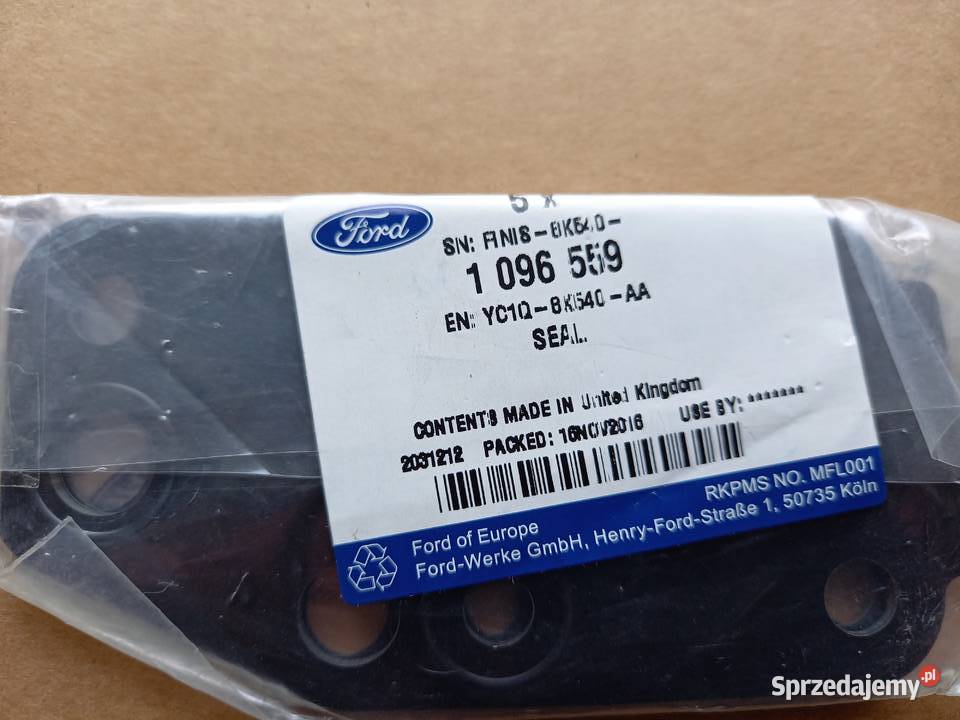 5 x
Ford
SN: FINIS-8K540-
1 096 559
EN: YC1Q-8K540-AA
SEAL
CONTENTS MADE IN United Kingdom
2031212 PACKED: 16NOV2016 USE BY: *******
RKPMS NO. MFL001
Ford of Europe
Ford-Werke GmbH, Henry-Ford-Straße 1, 50735 Köln
Sprzedajemy.pl